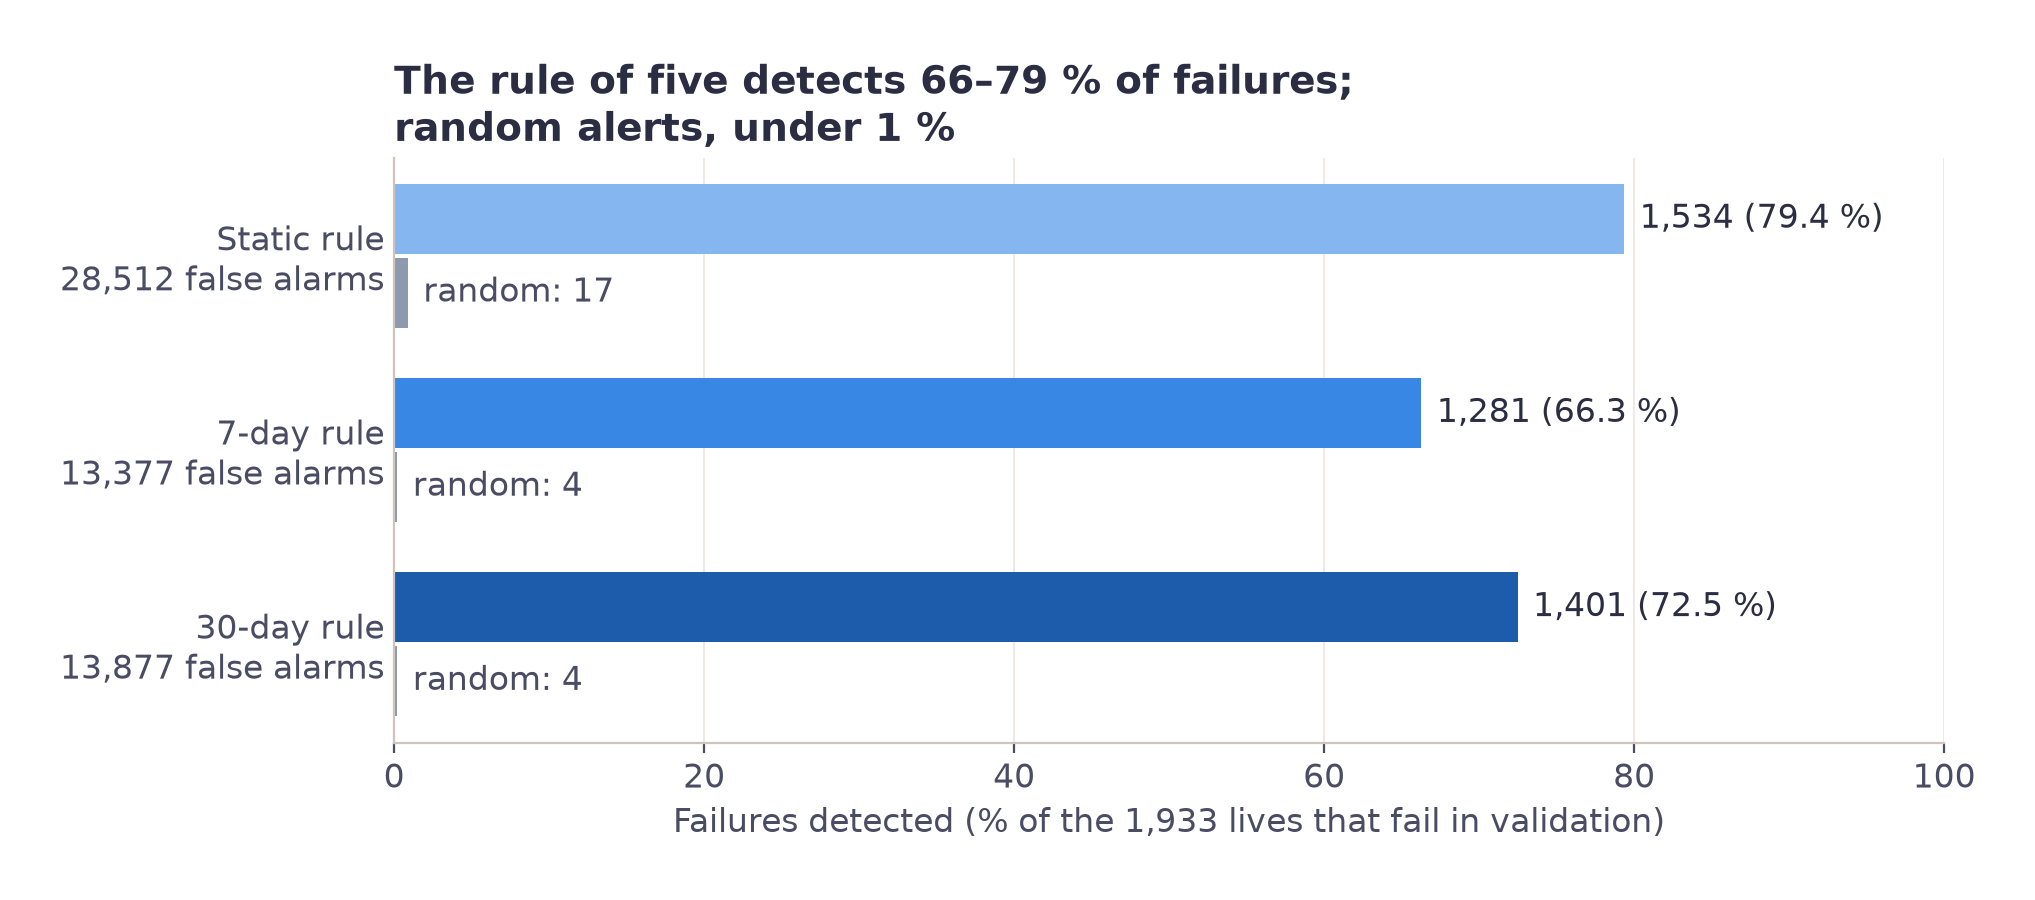 The rule of five detects 66–79 % of failures;
random alerts, under 1 %
Static rule
28,512 false alarms
1,534 (79.4 %)
random: 17
7-day rule
13,377 false alarms
1,281 (66.3 %)
random: 4
30-day rule
13,877 false alarms
1,401 (72.5 %)
random: 4
0 20 40 60 80 100
Failures detected (% of the 1,933 lives that fail in validation)